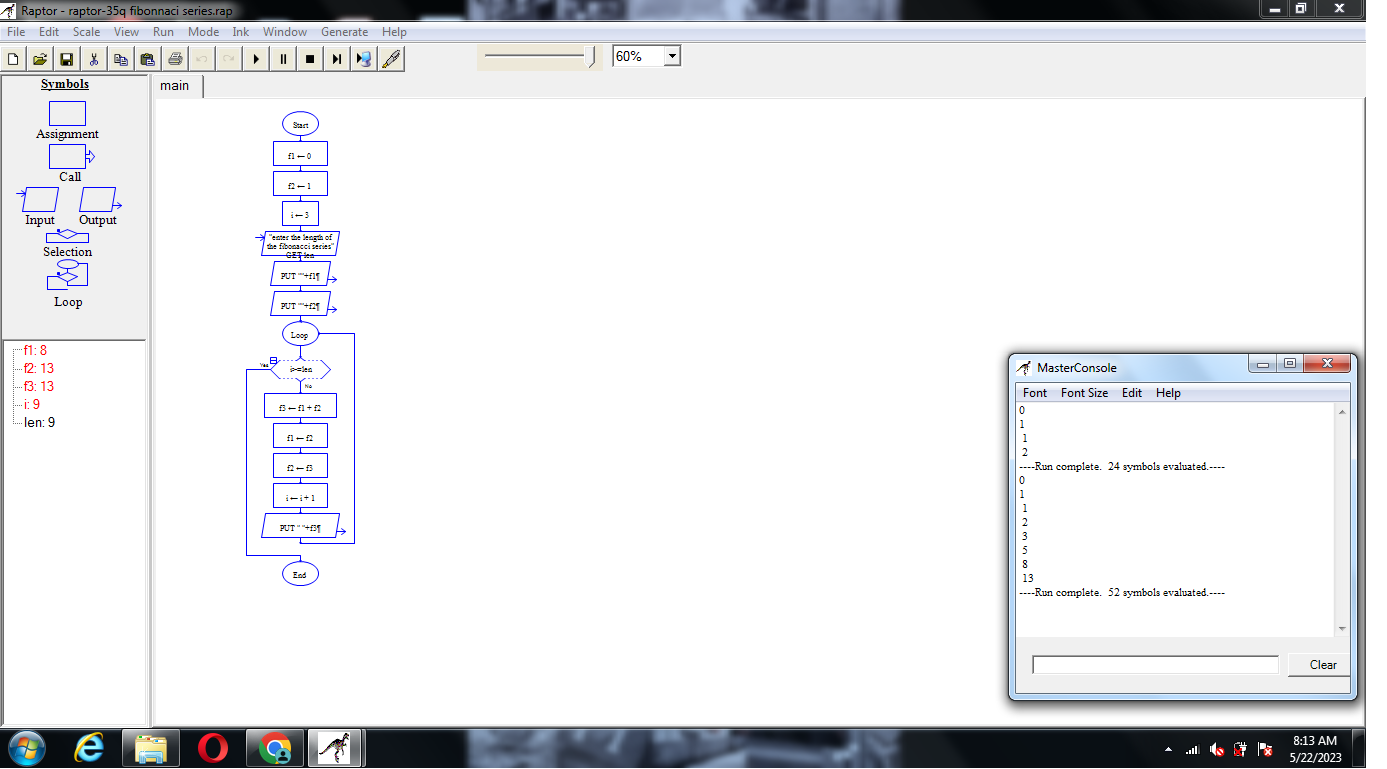 Raptor - raptor-35q fibonnaci series.rap
File Edit Scale View Run Mode Ink Window Generate Help
60%
Symbols
Assignment
Call
Input Output
Selection
Loop
f1: 8
f2: 13
f3: 13
i: 9
len: 9
main
Start
f1 ← 0
f2 ← 1
i ← 3
"enter the length of
the fibonacci series"
GET len
PUT ""+f1¶
PUT ""+f2¶
Loop
Yes
i>=len
No
f3 ← f1 + f2
f1 ← f2
f2 ← f3
i ← i + 1
PUT " "+f3¶
End
MasterConsole
Font Font Size Edit Help
0
1
1
2
----Run complete. 24 symbols evaluated.----
0
1
1
2
3
5
8
13
----Run complete. 52 symbols evaluated.----
Clear
8:13 AM
5/22/2023